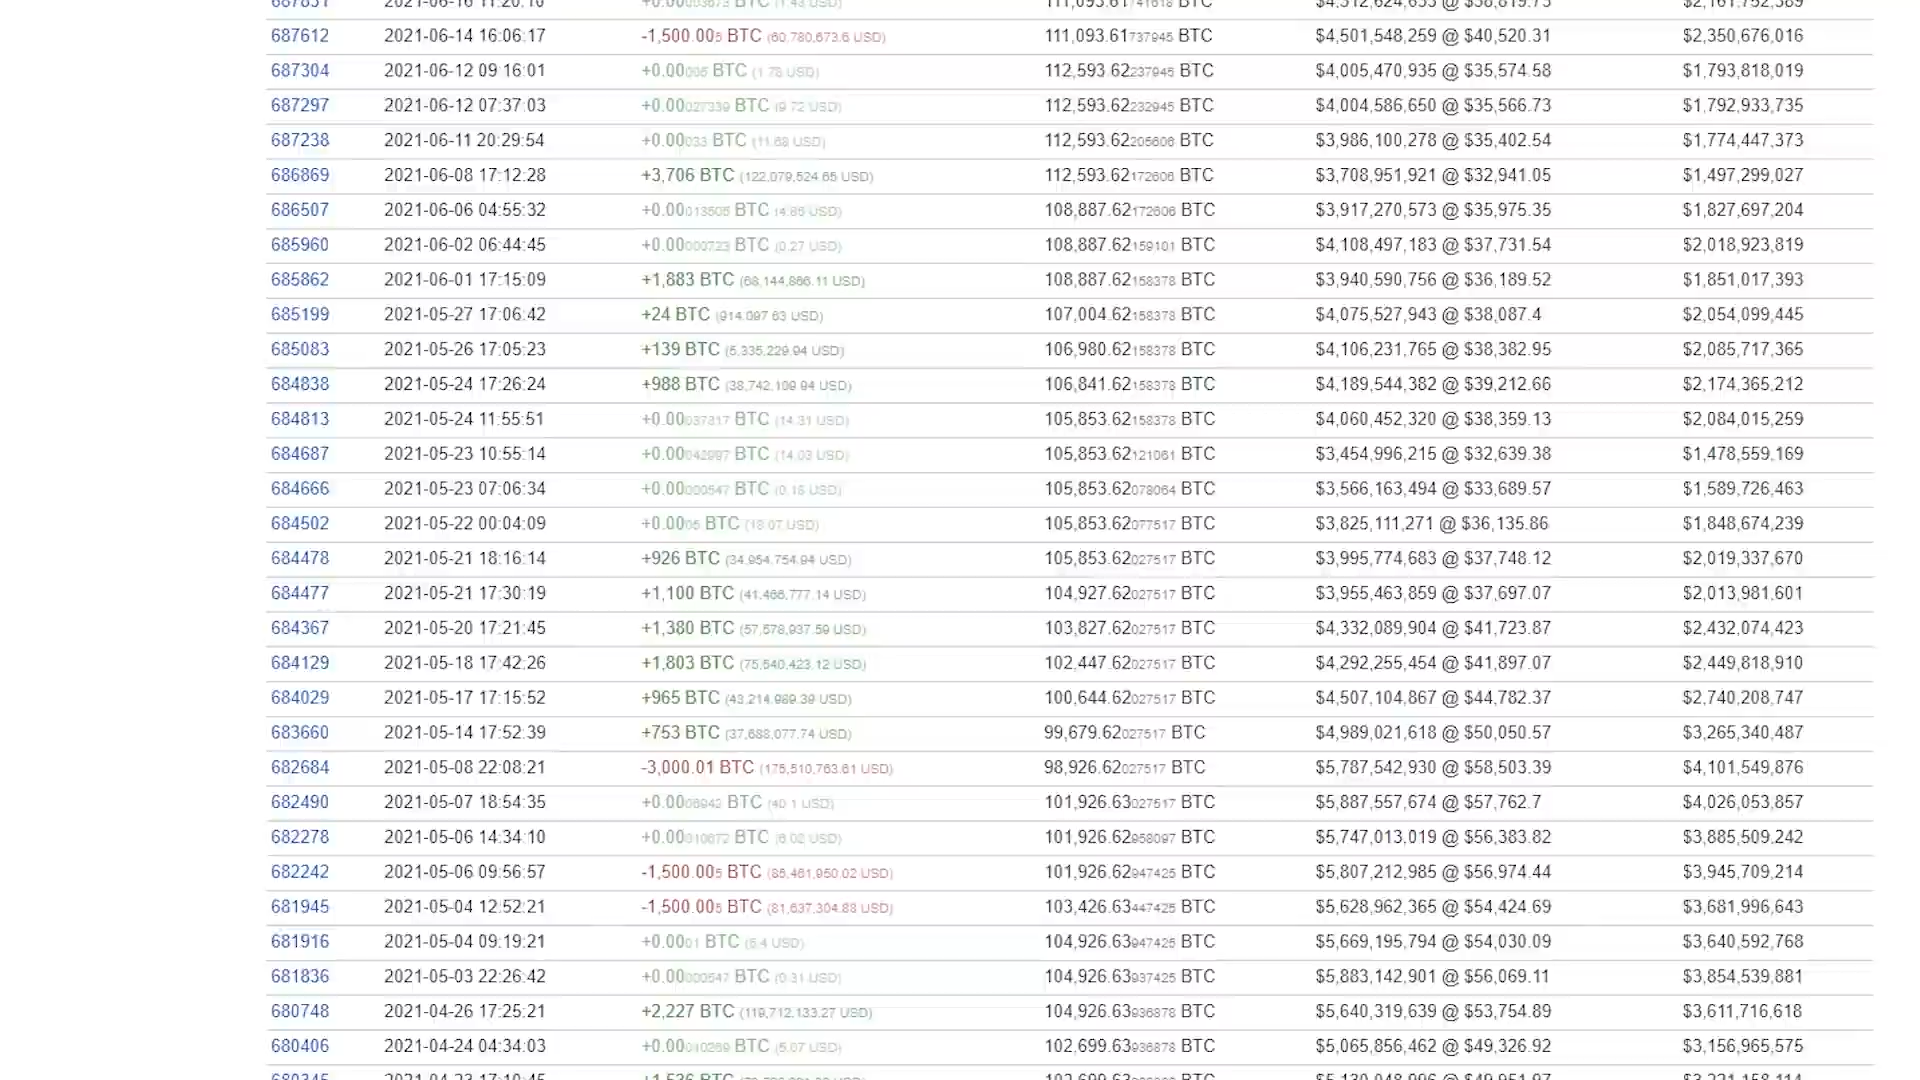 687612 2021-06-14 16:06:17 -1,500.005 BTC (60,780,673.6 USD) 111,093.61737945 BTC $4,501,548,259 @ $40,520.31 $2,350,676,016
687304 2021-06-12 09:16:01 +0.00005 BTC (1.78 USD) 112,593.62237945 BTC $4,005,470,935 @ $35,574.58 $1,793,818,019
687297 2021-06-12 07:37:03 +0.00027339 BTC (9.72 USD) 112,593.62232945 BTC $4,004,586,650 @ $35,566.73 $1,792,933,735
687238 2021-06-11 20:29:54 +0.00033 BTC (11.68 USD) 112,593.62205606 BTC $3,986,100,278 @ $35,402.54 $1,774,447,373
686869 2021-06-08 17:12:28 +3,706 BTC (122,079,524.65 USD) 112,593.62172606 BTC $3,708,951,921 @ $32,941.05 $1,497,299,027
686507 2021-06-06 04:55:32 +0.00013505 BTC (4.86 USD) 108,887.62172606 BTC $3,917,270,573 @ $35,975.35 $1,827,697,204
685960 2021-06-02 06:44:45 +0.00000723 BTC (0.27 USD) 108,887.62159101 BTC $4,108,497,183 @ $37,731.54 $2,018,923,819
685862 2021-06-01 17:15:09 +1,883 BTC (68,144,866.11 USD) 108,887.62158378 BTC $3,940,590,756 @ $36,189.52 $1,851,017,393
685199 2021-05-27 17:06:42 +24 BTC (914,097.63 USD) 107,004.62158378 BTC $4,075,527,943 @ $38,087.4 $2,054,099,445
685083 2021-05-26 17:05:23 +139 BTC (5,335,229.94 USD) 106,980.62158378 BTC $4,106,231,765 @ $38,382.95 $2,085,717,365
684838 2021-05-24 17:26:24 +988 BTC (38,742,109.94 USD) 106,841.62158378 BTC $4,189,544,382 @ $39,212.66 $2,174,365,212
684813 2021-05-24 11:55:51 +0.00037317 BTC (14.31 USD) 105,853.62158378 BTC $4,060,452,320 @ $38,359.13 $2,084,015,259
684687 2021-05-23 10:55:14 +0.00042997 BTC (14.03 USD) 105,853.62121061 BTC $3,454,996,215 @ $32,639.38 $1,478,559,169
684666 2021-05-23 07:06:34 +0.00000547 BTC (0.18 USD) 105,853.62078064 BTC $3,566,163,494 @ $33,689.57 $1,589,726,463
684502 2021-05-22 00:04:09 +0.0005 BTC (18.07 USD) 105,853.62077517 BTC $3,825,111,271 @ $36,135.86 $1,848,674,239
684478 2021-05-21 18:16:14 +926 BTC (34,954,754.94 USD) 105,853.62027517 BTC $3,995,774,683 @ $37,748.12 $2,019,337,670
684477 2021-05-21 17:30:19 +1,100 BTC (41,466,777.14 USD) 104,927.62027517 BTC $3,955,463,859 @ $37,697.07 $2,013,981,601
684367 2021-05-20 17:21:45 +1,380 BTC (57,578,937.59 USD) 103,827.62027517 BTC $4,332,089,904 @ $41,723.87 $2,432,074,423
684129 2021-05-18 17:42:26 +1,803 BTC (75,540,423.12 USD) 102,447.62027517 BTC $4,292,255,454 @ $41,897.07 $2,449,818,910
684029 2021-05-17 17:15:52 +965 BTC (43,214,989.39 USD) 100,644.62027517 BTC $4,507,104,867 @ $44,782.37 $2,740,208,747
683660 2021-05-14 17:52:39 +753 BTC (37,688,077.74 USD) 99,679.62027517 BTC $4,989,021,618 @ $50,050.57 $3,265,340,487
682684 2021-05-08 22:08:21 -3,000.01 BTC (175,510,763.61 USD) 98,926.62027517 BTC $5,787,542,930 @ $58,503.39 $4,101,549,876
682490 2021-05-07 18:54:35 +0.0006942 BTC (40.1 USD) 101,926.63027517 BTC $5,887,557,674 @ $57,762.7 $4,026,053,857
682278 2021-05-06 14:34:10 +0.00010672 BTC (6.02 USD) 101,926.62958097 BTC $5,747,013,019 @ $56,383.82 $3,885,509,242
682242 2021-05-06 09:56:57 -1,500.005 BTC (85,461,950.02 USD) 101,926.62947425 BTC $5,807,212,985 @ $56,974.44 $3,945,709,214
681945 2021-05-04 12:52:21 -1,500.005 BTC (81,637,304.88 USD) 103,426.63447425 BTC $5,628,962,365 @ $54,424.69 $3,681,996,643
681916 2021-05-04 09:19:21 +0.0001 BTC (5.4 USD) 104,926.63947425 BTC $5,669,195,794 @ $54,030.09 $3,640,592,768
681836 2021-05-03 22:26:42 +0.00000547 BTC (0.31 USD) 104,926.63937425 BTC $5,883,142,901 @ $56,069.11 $3,854,539,881
680748 2021-04-26 17:25:21 +2,227 BTC (119,712,133.27 USD) 104,926.63936878 BTC $5,640,319,639 @ $53,754.89 $3,611,716,618
680406 2021-04-24 04:34:03 +0.00010269 BTC (5.07 USD) 102,699.63936878 BTC $5,065,856,462 @ $49,326.92 $3,156,965,575